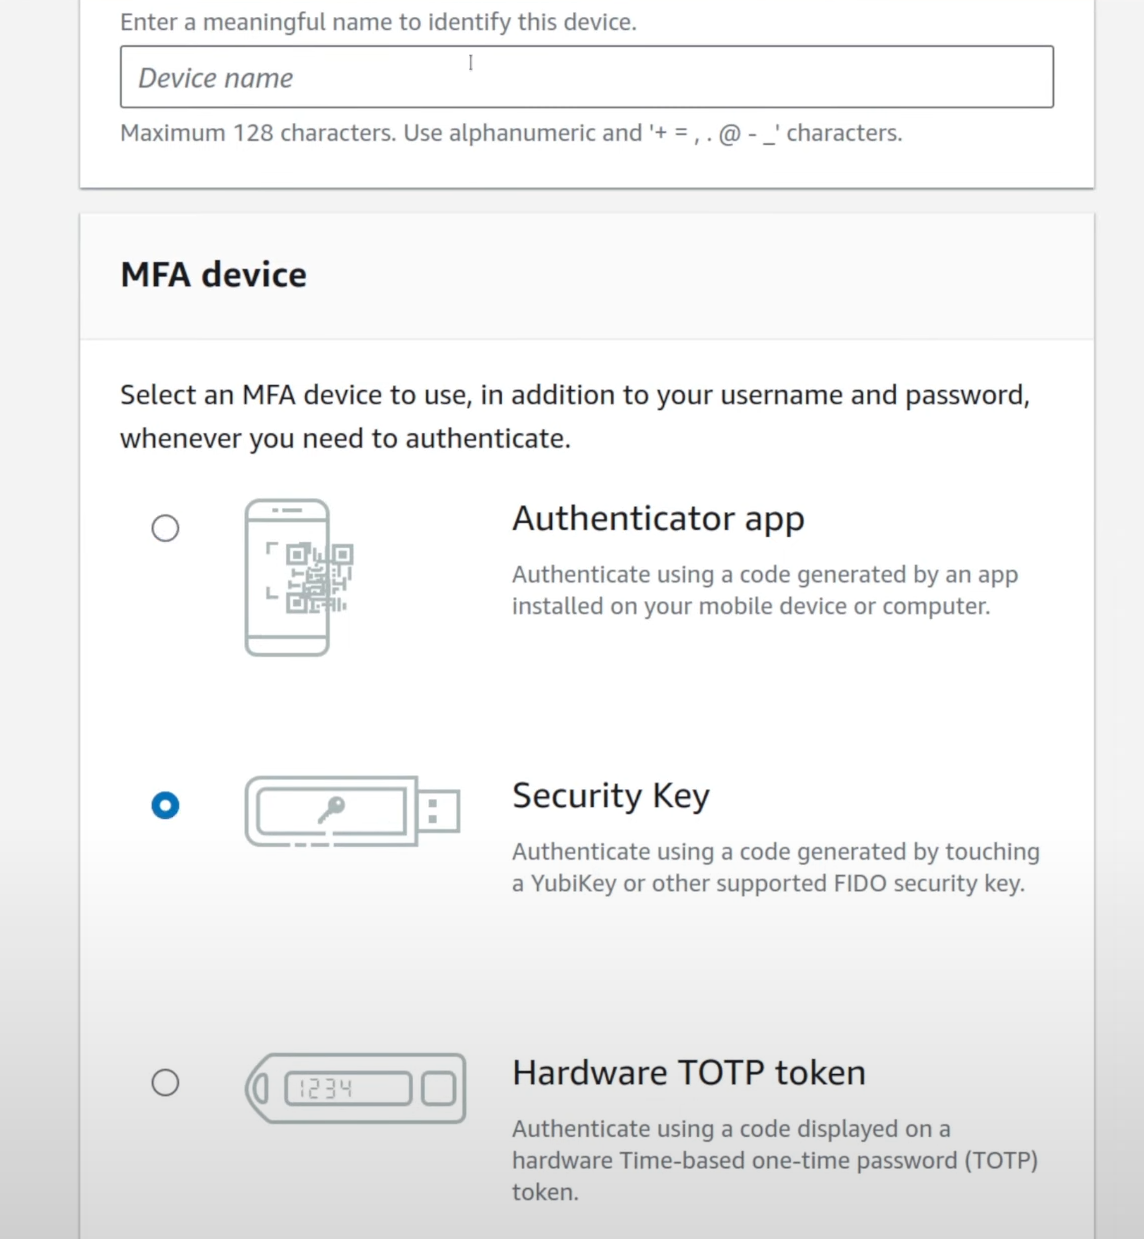 Enter a meaningful name to identify this device.
Device name
Maximum 128 characters. Use alphanumeric and '+ = , . @ - _' characters.
MFA device
Select an MFA device to use, in addition to your username and password,
whenever you need to authenticate.
Authenticator app
Authenticate using a code generated by an app
installed on your mobile device or computer.
Security Key
Authenticate using a code generated by touching
a YubiKey or other supported FIDO security key.
1234
Hardware TOTP token
Authenticate using a code displayed on a
hardware Time-based one-time password (TOTP)
token.